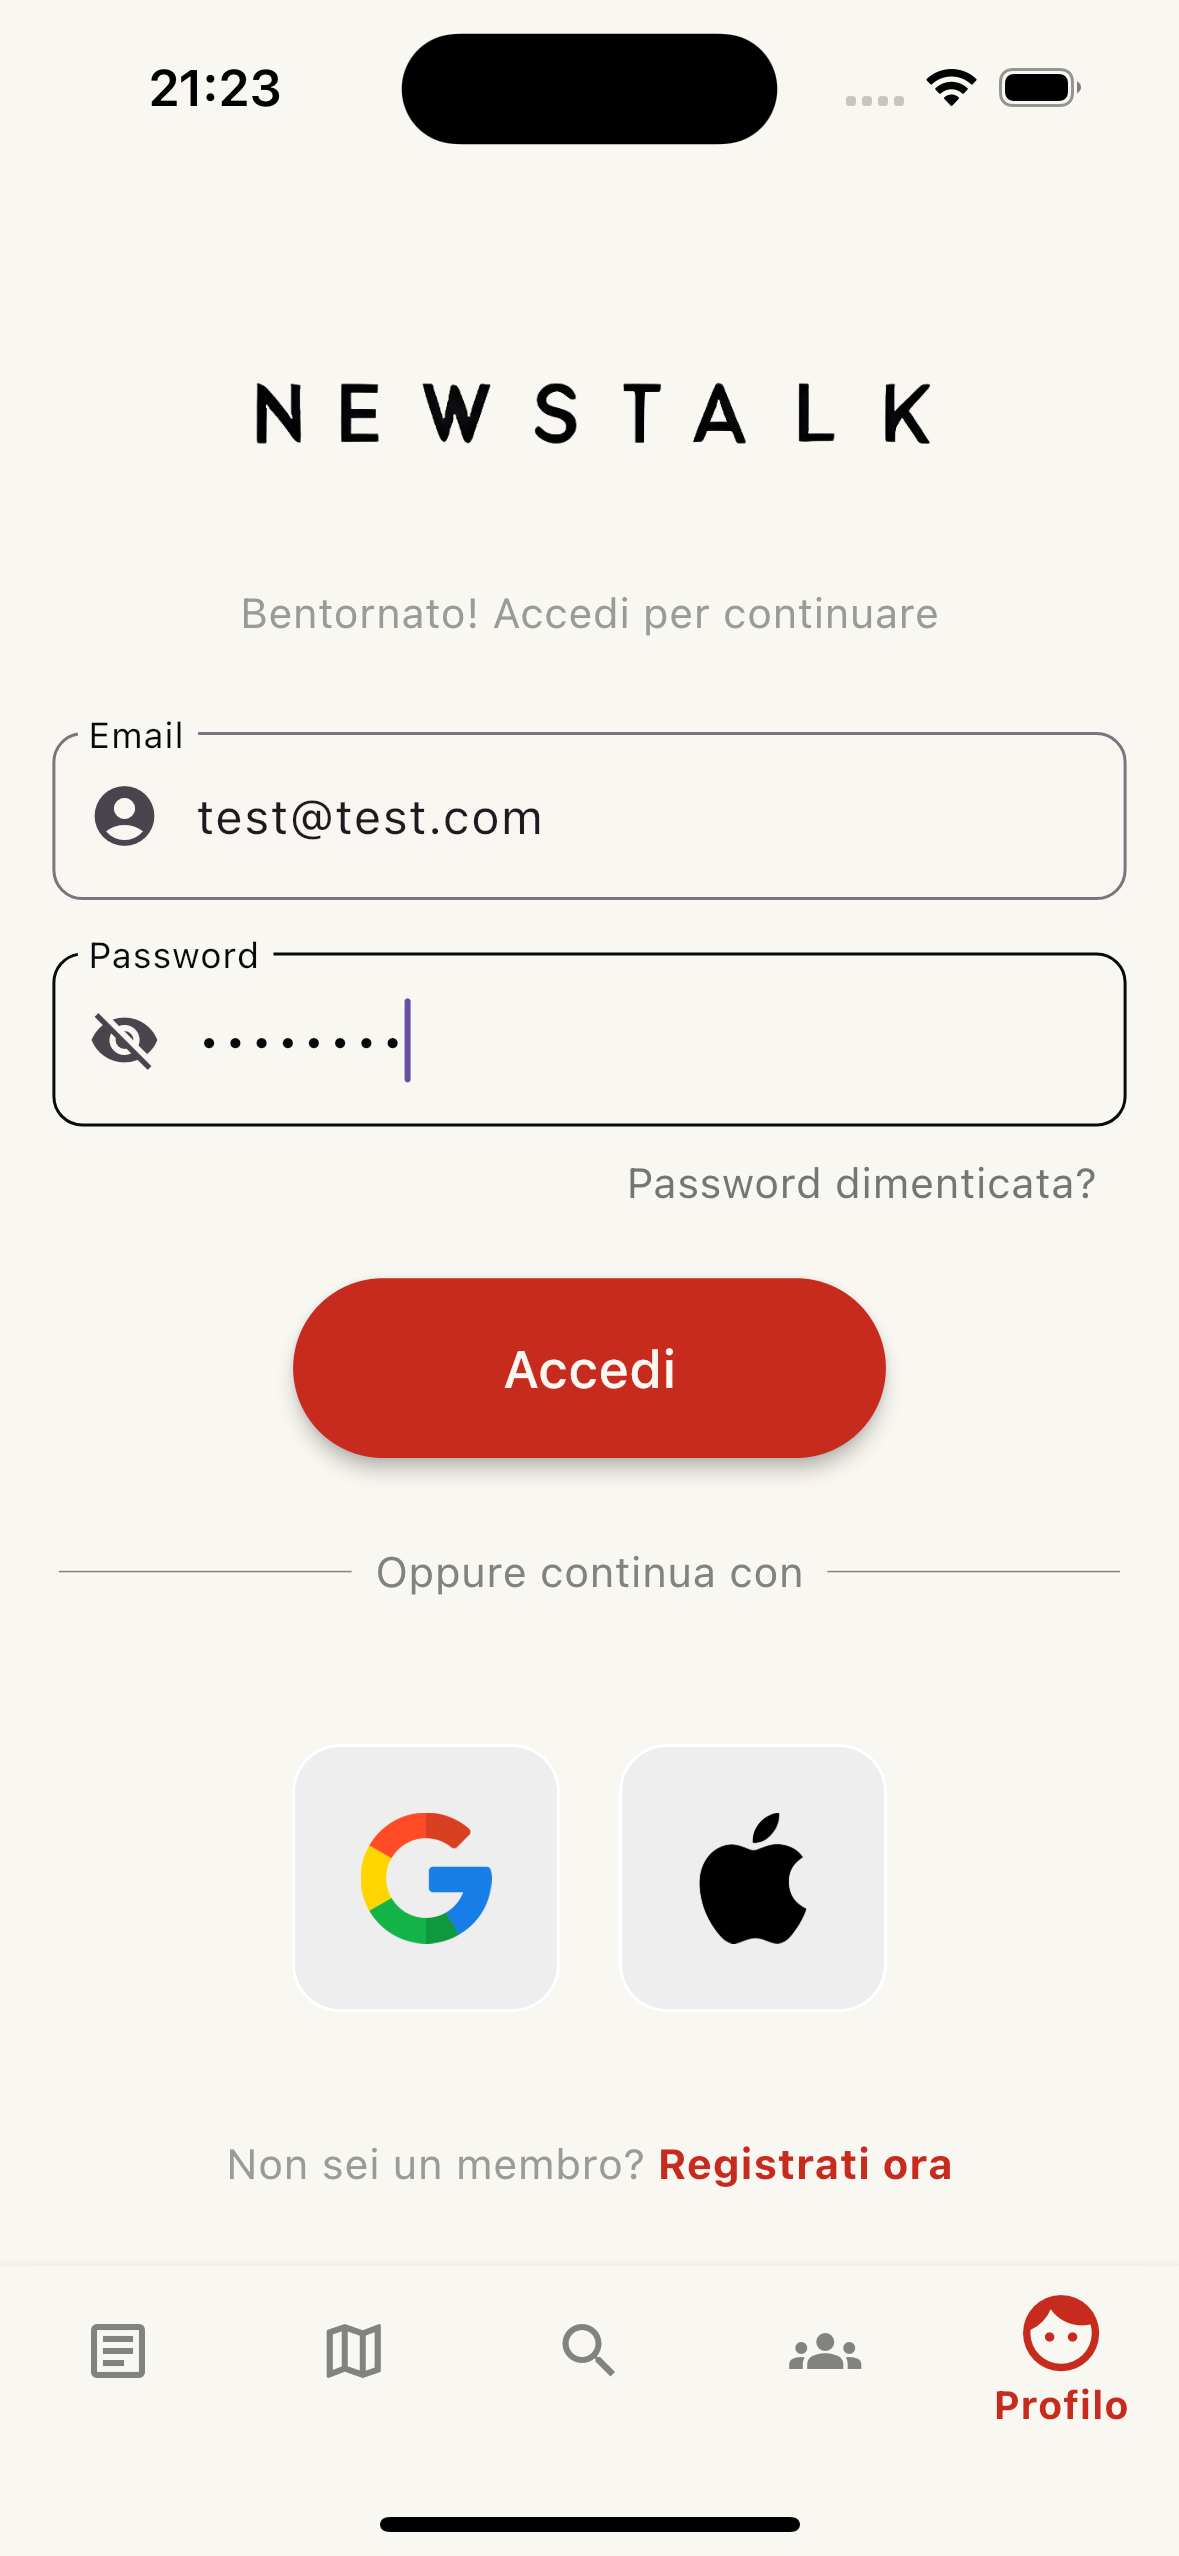 21:23
NEWSTALK
Bentornato! Accedi per continuare
Email
test@test.com
Password
••••••••
Password dimenticata?
Accedi
Oppure continua con
Non sei un membro? Registrati ora
Profilo